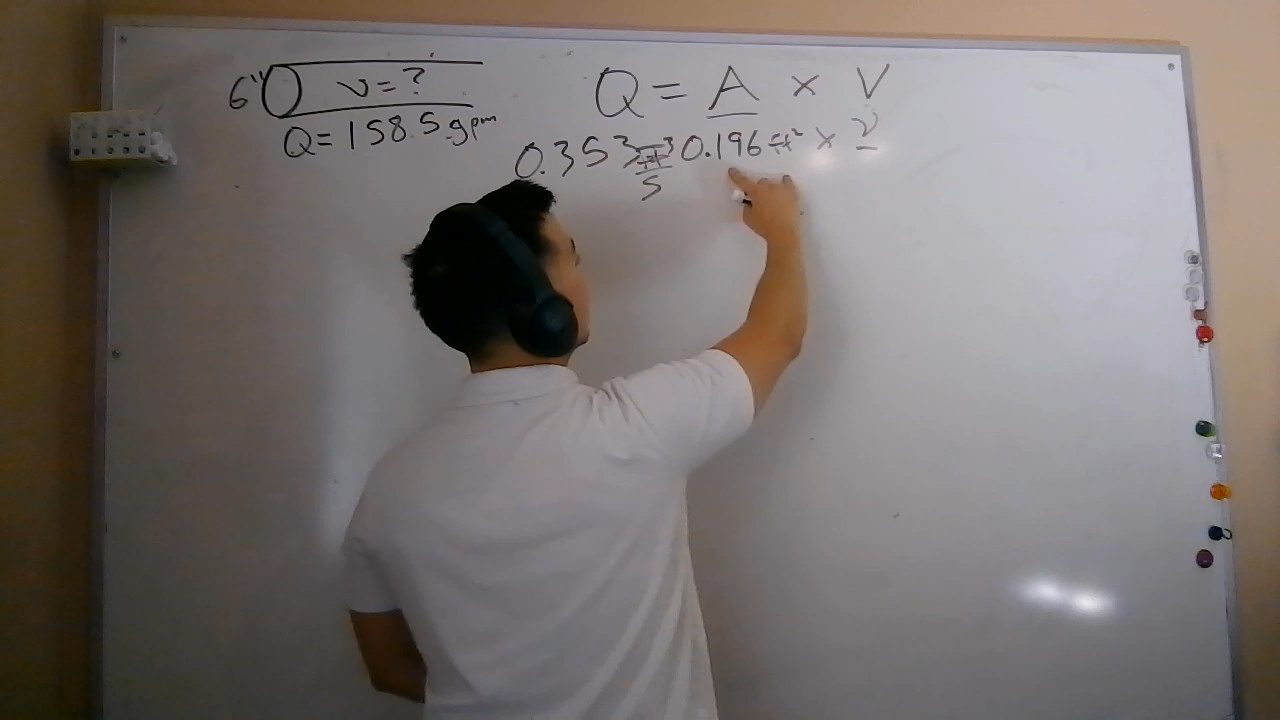 6" v = ?
Q = 158.5 gpm
Q = A × V
0.353 ft³/s = 0.196 ft² × v